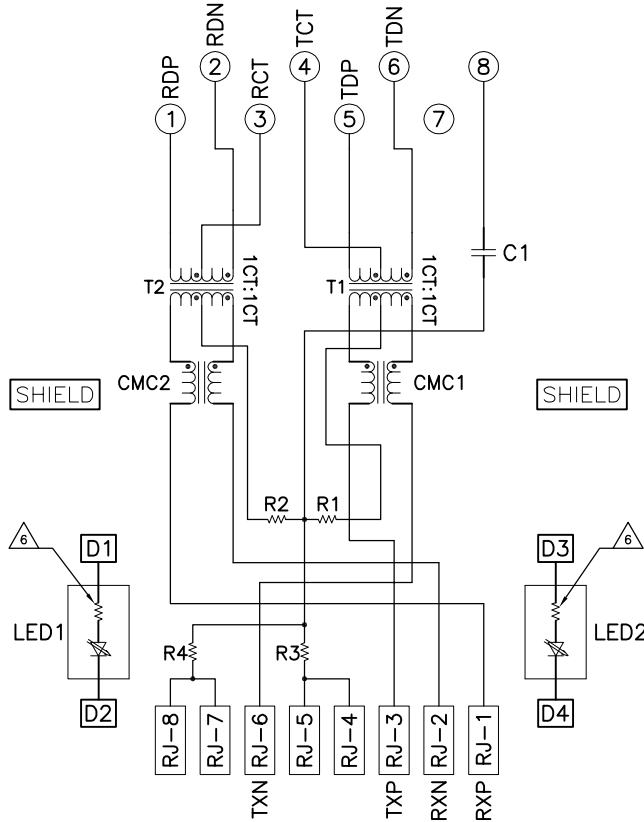 RDN
TCT
TDN
2
4
6
8
RDP
RCT
TDP
1
3
5
7
C1
T2
1CT:1CT
T1
1CT:1CT
SHIELD
CMC2
CMC1
SHIELD
R2
R1
6
D1
D3
6
LED1
LED2
R4
R3
D2
D4
RJ-8
RJ-7
RJ-6
RJ-5
RJ-4
RJ-3
RJ-2
RJ-1
TXN
TXP
RXN
RXP